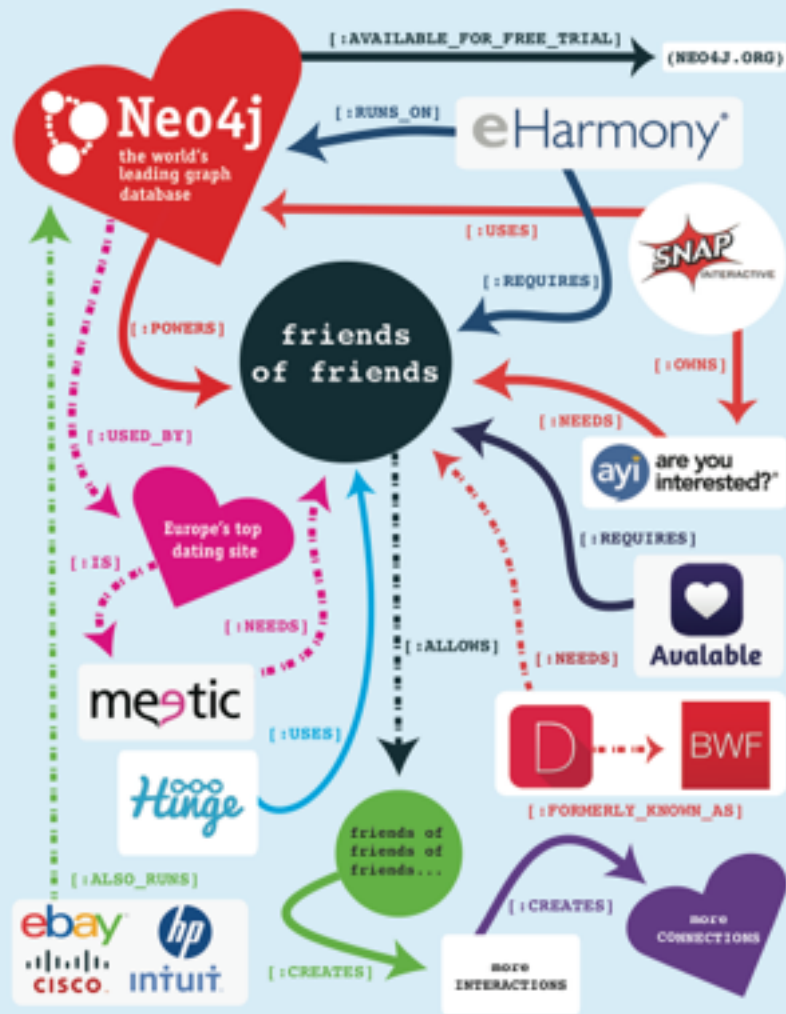 [:AVAILABLE_FOR_FREE_TRIAL]
(NEO4J.ORG)
Neo4j
the world's
leading graph
database
[:RUNS_ON]
eHarmony®
[:USES]
SNAP
INTERACTIVE
[:REQUIRES]
[:POWERS]
friends
of friends
[:OWNS]
[:NEEDS]
ayi are you
interested?®
[:USED_BY]
Europe's top
dating site
[:IS]
[:REQUIRES]
[:NEEDS]
[:ALLOWS]
Avalable
[:NEEDS]
meetic
[:USES]
D
BWF
[:FORMERLY_KNOWN_AS]
Hinge
friends of
friends of
friends...
[:ALSO_RUNS]
ebay
hp
CISCO
INTUIT
[:CREATES]
more
INTERACTIONS
[:CREATES]
more
CONNECTIONS